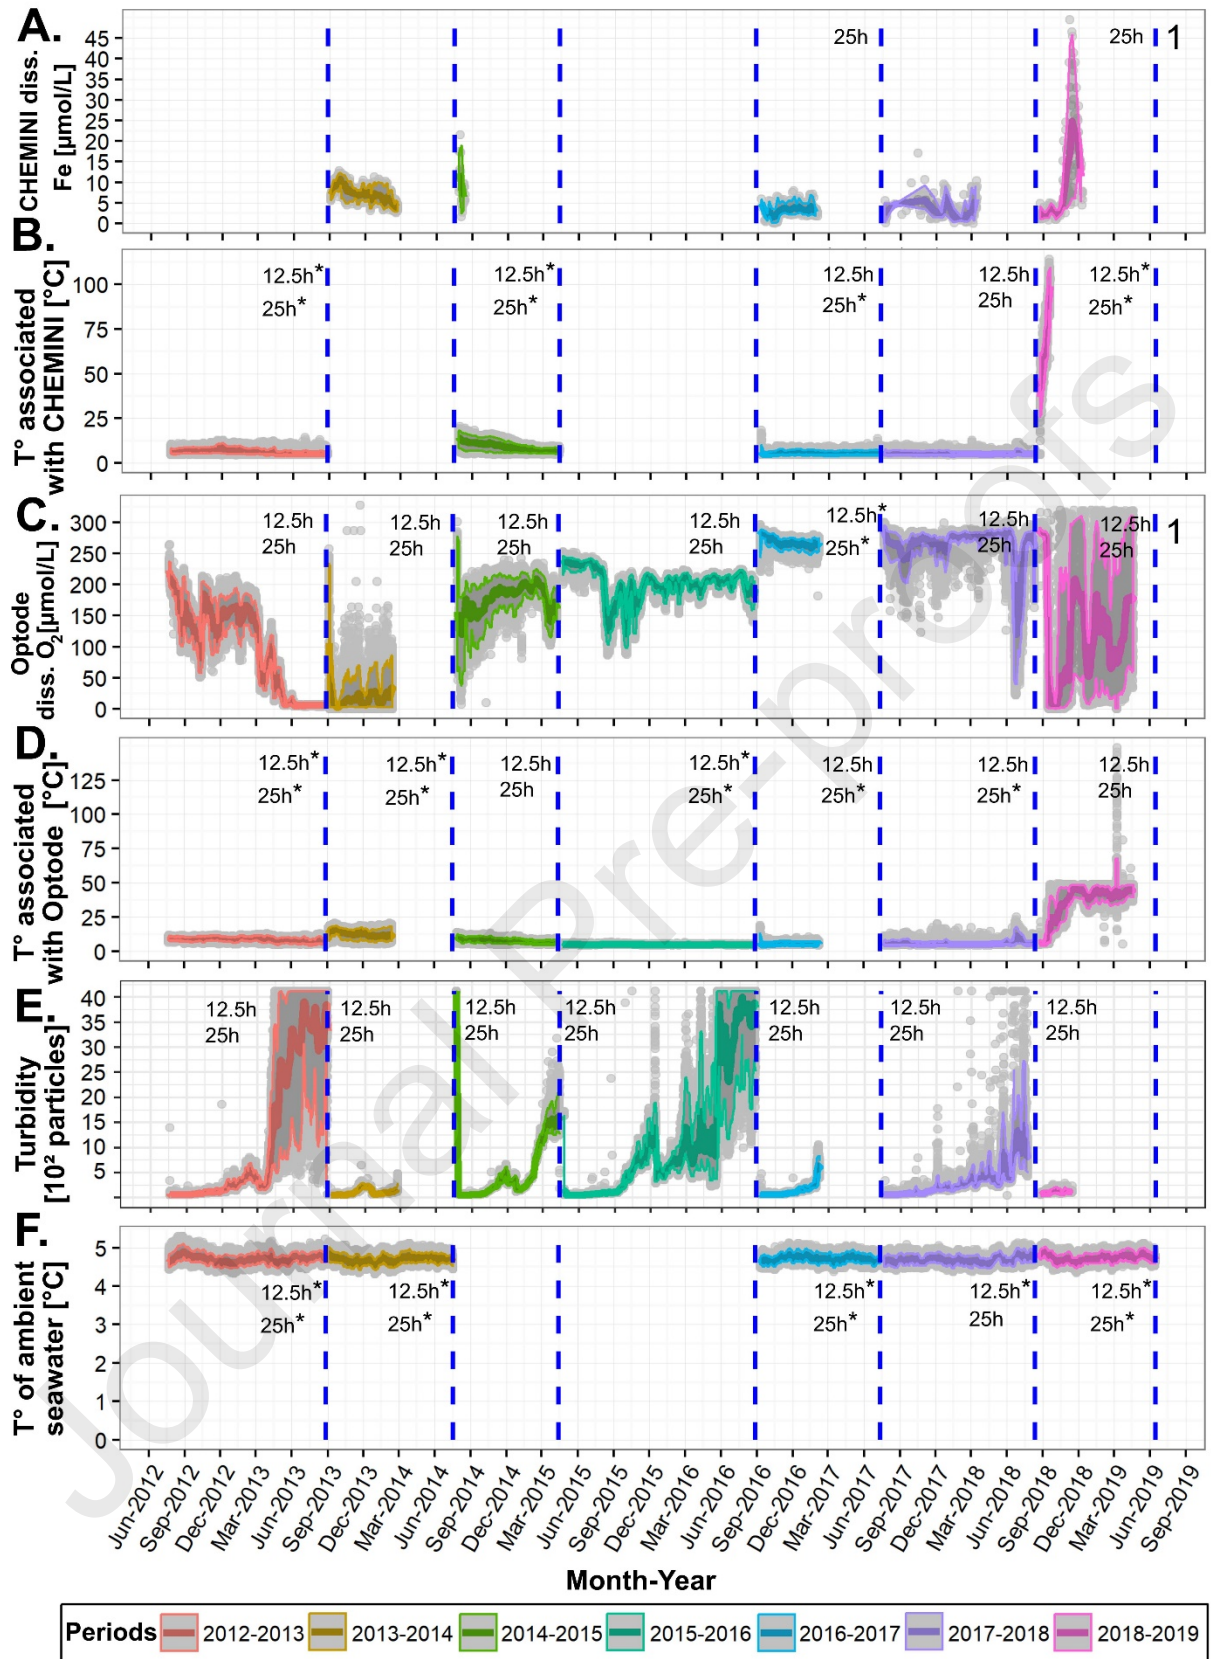 A.
CHEMINI diss.
Fe [µmol/L]
45
40
35
30
25
20
15
10
5
0
25h
25h
1
B.
T° associated
with CHEMINI [°C]
100
75
50
25
0
12.5h*
25h*
12.5h*
25h*
12.5h
25h*
12.5h
25h
12.5h*
25h*
C.
Optode
diss. O₂[µmol/L]
300
250
200
150
100
50
0
12.5h
25h
12.5h
25h
12.5h
25h
12.5h
25h
12.5h*
25h*
12.5h
25h
12.5h
25h
1
D.
T° associated
with Optode [°C]
125
100
75
50
25
0
12.5h*
25h*
12.5h*
25h*
12.5h
25h
12.5h*
25h*
12.5h
25h*
12.5h
25h*
12.5h
25h
E.
Turbidity
[10² particles]
40
35
30
25
20
15
10
5
12.5h
25h
12.5h
25h
12.5h
25h
12.5h
25h
12.5h
25h
12.5h
25h
12.5h
25h
F.
T° of ambient
seawater [°C]
5
4
3
2
1
0
12.5h*
25h*
12.5h*
25h*
12.5h*
25h*
12.5h*
25h
12.5h*
25h*
Jun-2012
Sep-2012
Dec-2012
Mar-2013
Jun-2013
Sep-2013
Dec-2013
Mar-2014
Jun-2014
Sep-2014
Dec-2014
Mar-2015
Jun-2015
Sep-2015
Dec-2015
Mar-2016
Jun-2016
Sep-2016
Dec-2016
Mar-2017
Jun-2017
Sep-2017
Dec-2017
Mar-2018
Jun-2018
Sep-2018
Dec-2018
Mar-2019
Jun-2019
Sep-2019
Month-Year
Periods 2012-2013 2013-2014 2014-2015 2015-2016 2016-2017 2017-2018 2018-2019
Journal Pre-proofs